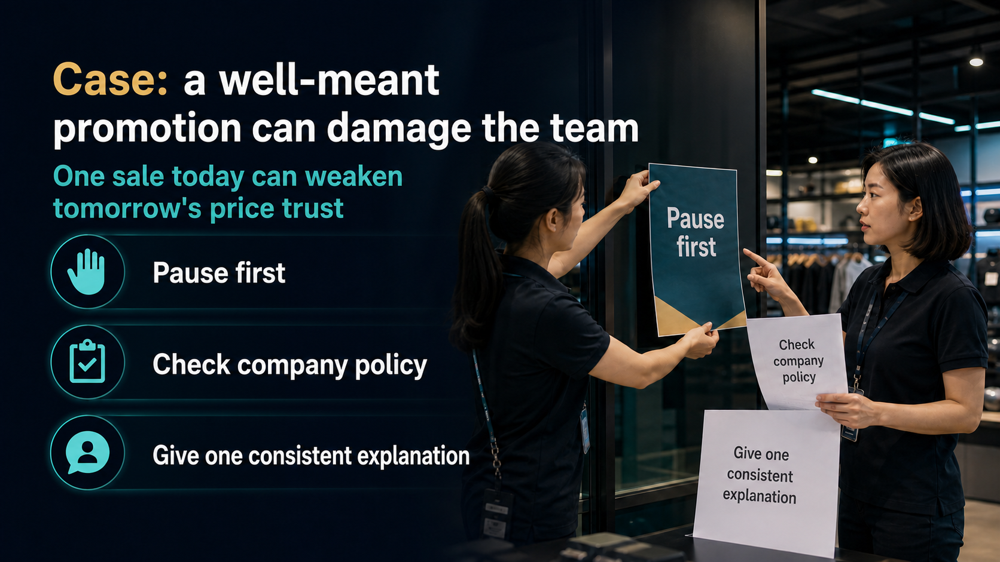 Case: a well-meant
promotion can damage the team
One sale today can weaken
tomorrow's price trust
Pause first
Check company policy
Give one consistent explanation
Pause
first
Check
company
policy
Give one
consistent
explanation